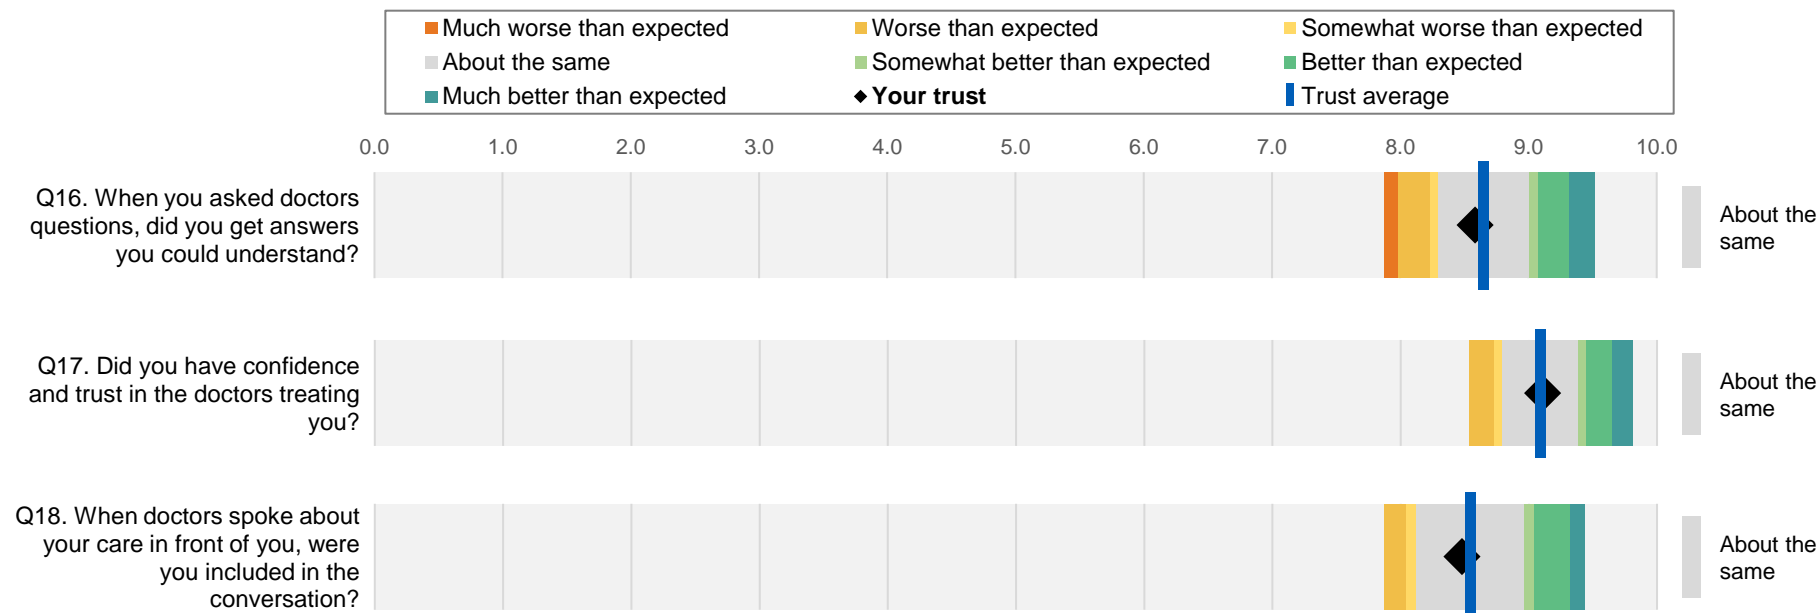 Much worse than expected
Worse than expected
Somewhat worse than expected
About the same
Somewhat better than expected
Better than expected
Much better than expected
Your trust
Trust average
0.0 1.0 2.0 3.0 4.0 5.0 6.0 7.0 8.0 9.0 10.0
Q16. When you asked doctors
questions, did you get answers
you could understand?
About the
same
Q17. Did you have confidence
and trust in the doctors treating
you?
About the
same
Q18. When doctors spoke about
your care in front of you, were
you included in the
conversation?
About the
same